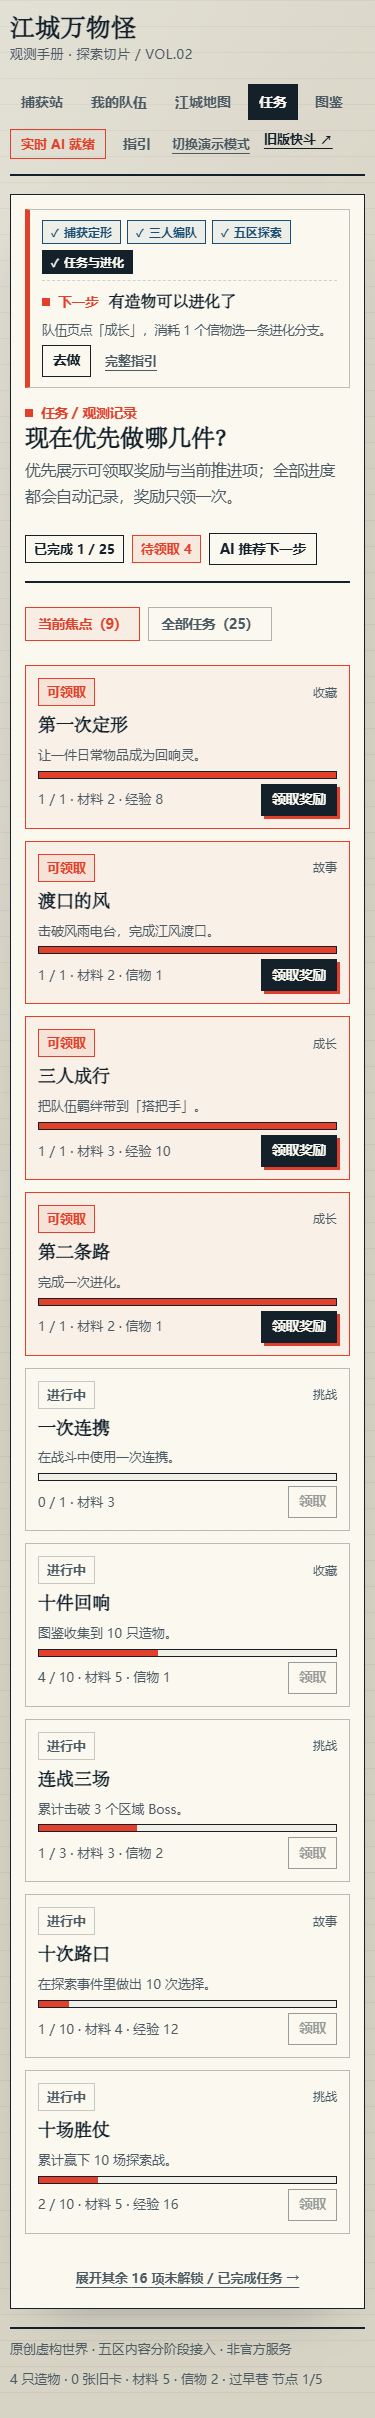 江城万物怪
观测手册 · 探索切片 / VOL.02
捕获站 我的队伍 江城地图 任务 图鉴
实时 AI 就绪 指引 切换演示模式 旧版快斗 ↗
✓ 捕获定形 ✓ 三人编队 ✓ 五区探索
✓ 任务与进化
下一步 有造物可以进化了
队伍页点「成长」，消耗 1 个信物选一条进化分支。
去做 完整指引
任务 / 观测记录
现在优先做哪几件?
优先展示可领取奖励与当前推进项；全部进度
都会自动记录，奖励只领一次。
已完成 1 / 25 待领取 4 AI 推荐下一步
当前焦点（9） 全部任务（25）
可领取 收藏
第一次定形
让一件日常物品成为回响灵。
1 / 1 · 材料 2 · 经验 8 领取奖励
可领取 故事
渡口的风
击破风雨电台，完成江风渡口。
1 / 1 · 材料 2 · 信物 1 领取奖励
可领取 成长
三人成行
把队伍羁绊带到「搭把手」。
1 / 1 · 材料 3 · 经验 10 领取奖励
可领取 成长
第二条路
完成一次进化。
1 / 1 · 材料 2 · 信物 1 领取奖励
进行中 挑战
一次连携
在战斗中使用一次连携。
0 / 1 · 材料 3 领取
进行中 收藏
十件回响
图鉴收集到 10 只造物。
4 / 10 · 材料 5 · 信物 1 领取
进行中 挑战
连战三场
累计击破 3 个区域 Boss。
1 / 3 · 材料 3 · 信物 2 领取
进行中 故事
十次路口
在探索事件里做出 10 次选择。
1 / 10 · 材料 4 · 经验 12 领取
进行中 挑战
十场胜仗
累计赢下 10 场探索战。
2 / 10 · 材料 5 · 经验 16 领取
展开其余 16 项未解锁 / 已完成任务 →
原创虚构世界 · 五区内容分阶段接入 · 非官方服务
4 只造物 · 0 张旧卡 · 材料 5 · 信物 2 · 过早巷 节点 1/5